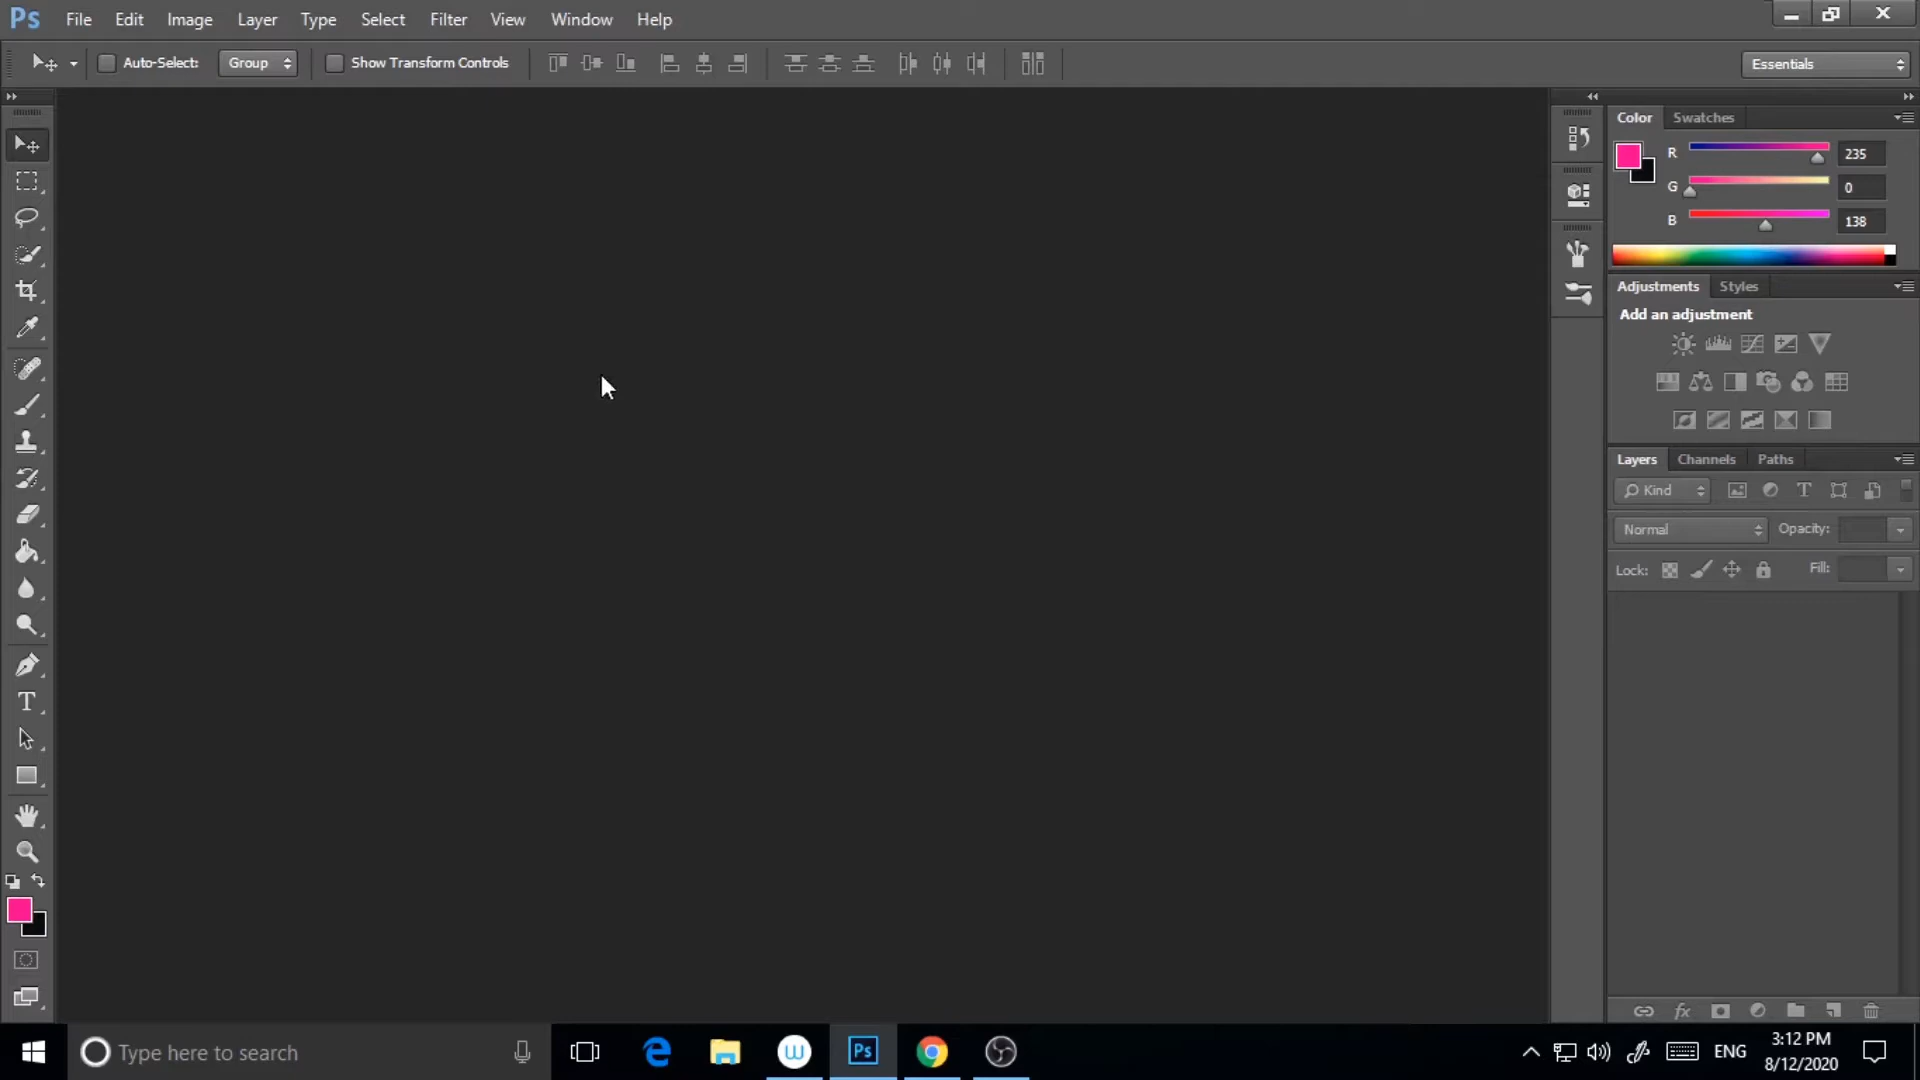 Ps File Edit Image Layer Type Select Filter View Window Help
Auto-Select: Group Show Transform Controls Essentials
Color Swatches
R 235
G 0
B 138
Adjustments Styles
Add an adjustment
Layers Channels Paths
Kind T
Normal Opacity:
Lock: Fill:
T
fx
Type here to search
W Ps
ENG
3:12 PM
8/12/2020